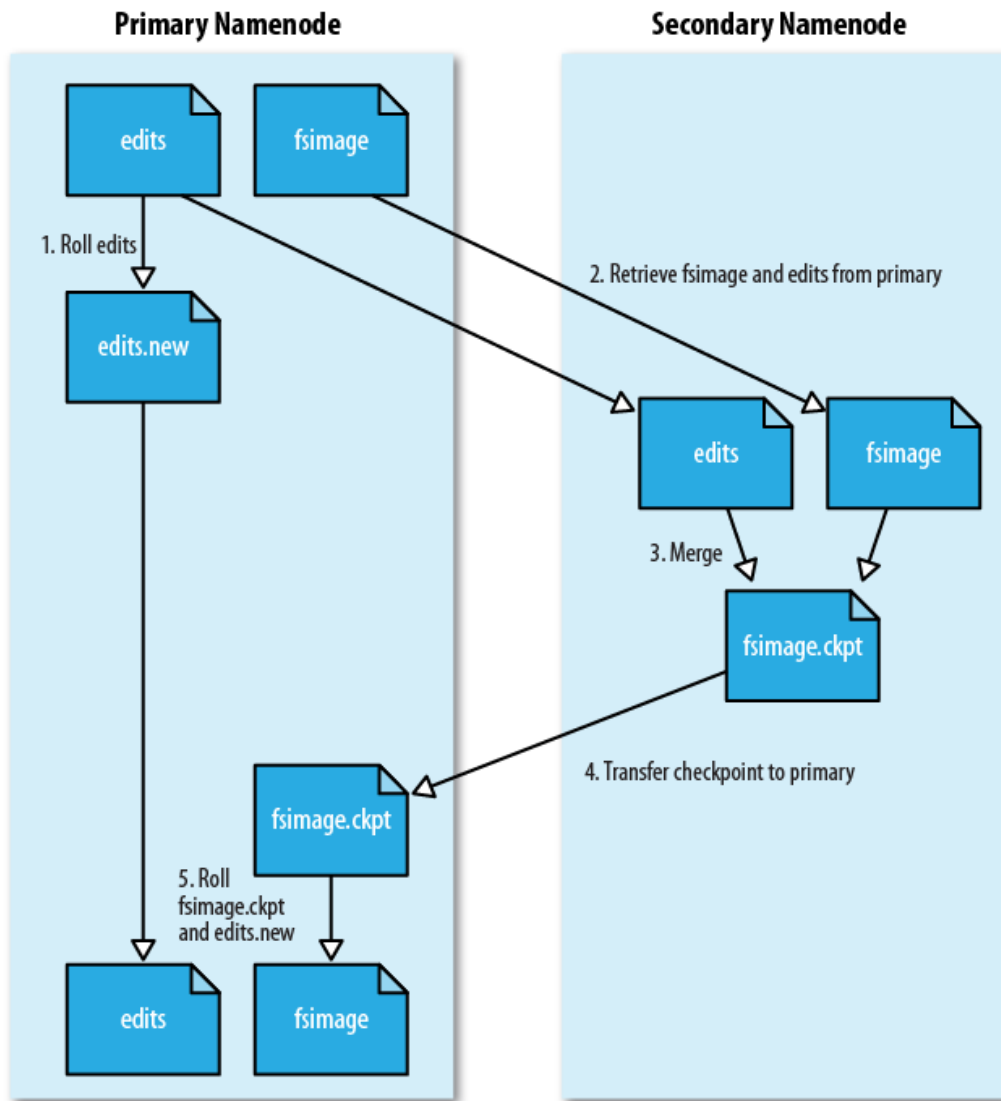 Primary Namenode
Secondary Namenode
edits
fsimage
1. Roll edits
2. Retrieve fsimage and edits from primary
edits.new
edits
fsimage
3. Merge
fsimage.ckpt
4. Transfer checkpoint to primary
fsimage.ckpt
5. Roll
fsimage.ckpt
and edits.new
edits
fsimage